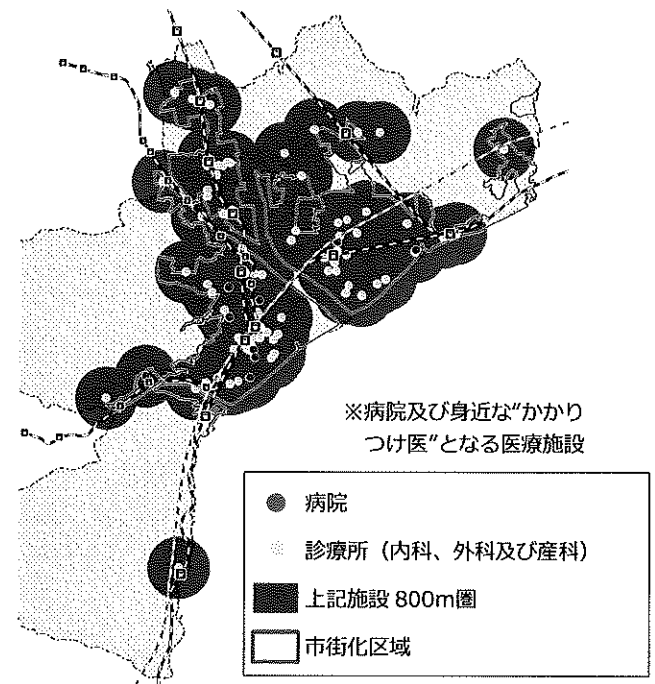 ※病院及び身近な“かかり
つけ医”となる医療施設
病院
診療所（内科、外科及び産科）
上記施設 800m圏
市街化区域